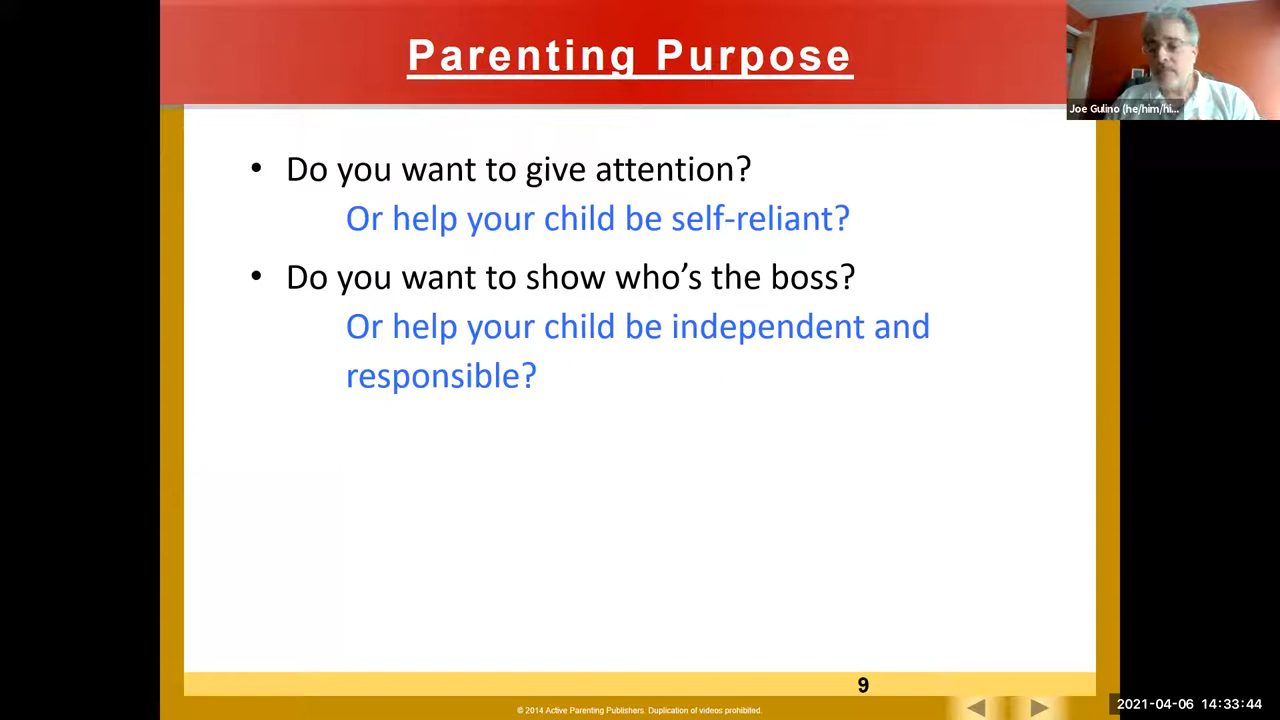 Parenting Purpose
Joe Gulino (he/him/hi...
• Do you want to give attention?
Or help your child be self-reliant?
• Do you want to show who’s the boss?
Or help your child be independent and
responsible?
9
© 2014 Active Parenting Publishers. Duplication of videos prohibited.
2021-04-06 14:33:44